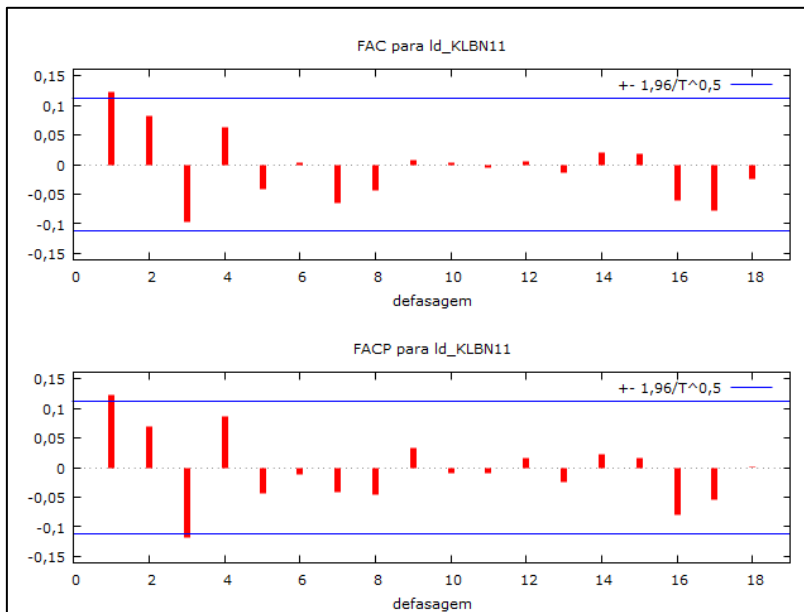 FAC para ld_KLBN11
+- 1,96/T^0,5
0,15
0,1
0,05
0
-0,05
-0,1
-0,15
0 2 4 6 8 10 12 14 16 18
defasagem
FACP para ld_KLBN11
+- 1,96/T^0,5
0,15
0,1
0,05
0
-0,05
-0,1
-0,15
0 2 4 6 8 10 12 14 16 18
defasagem